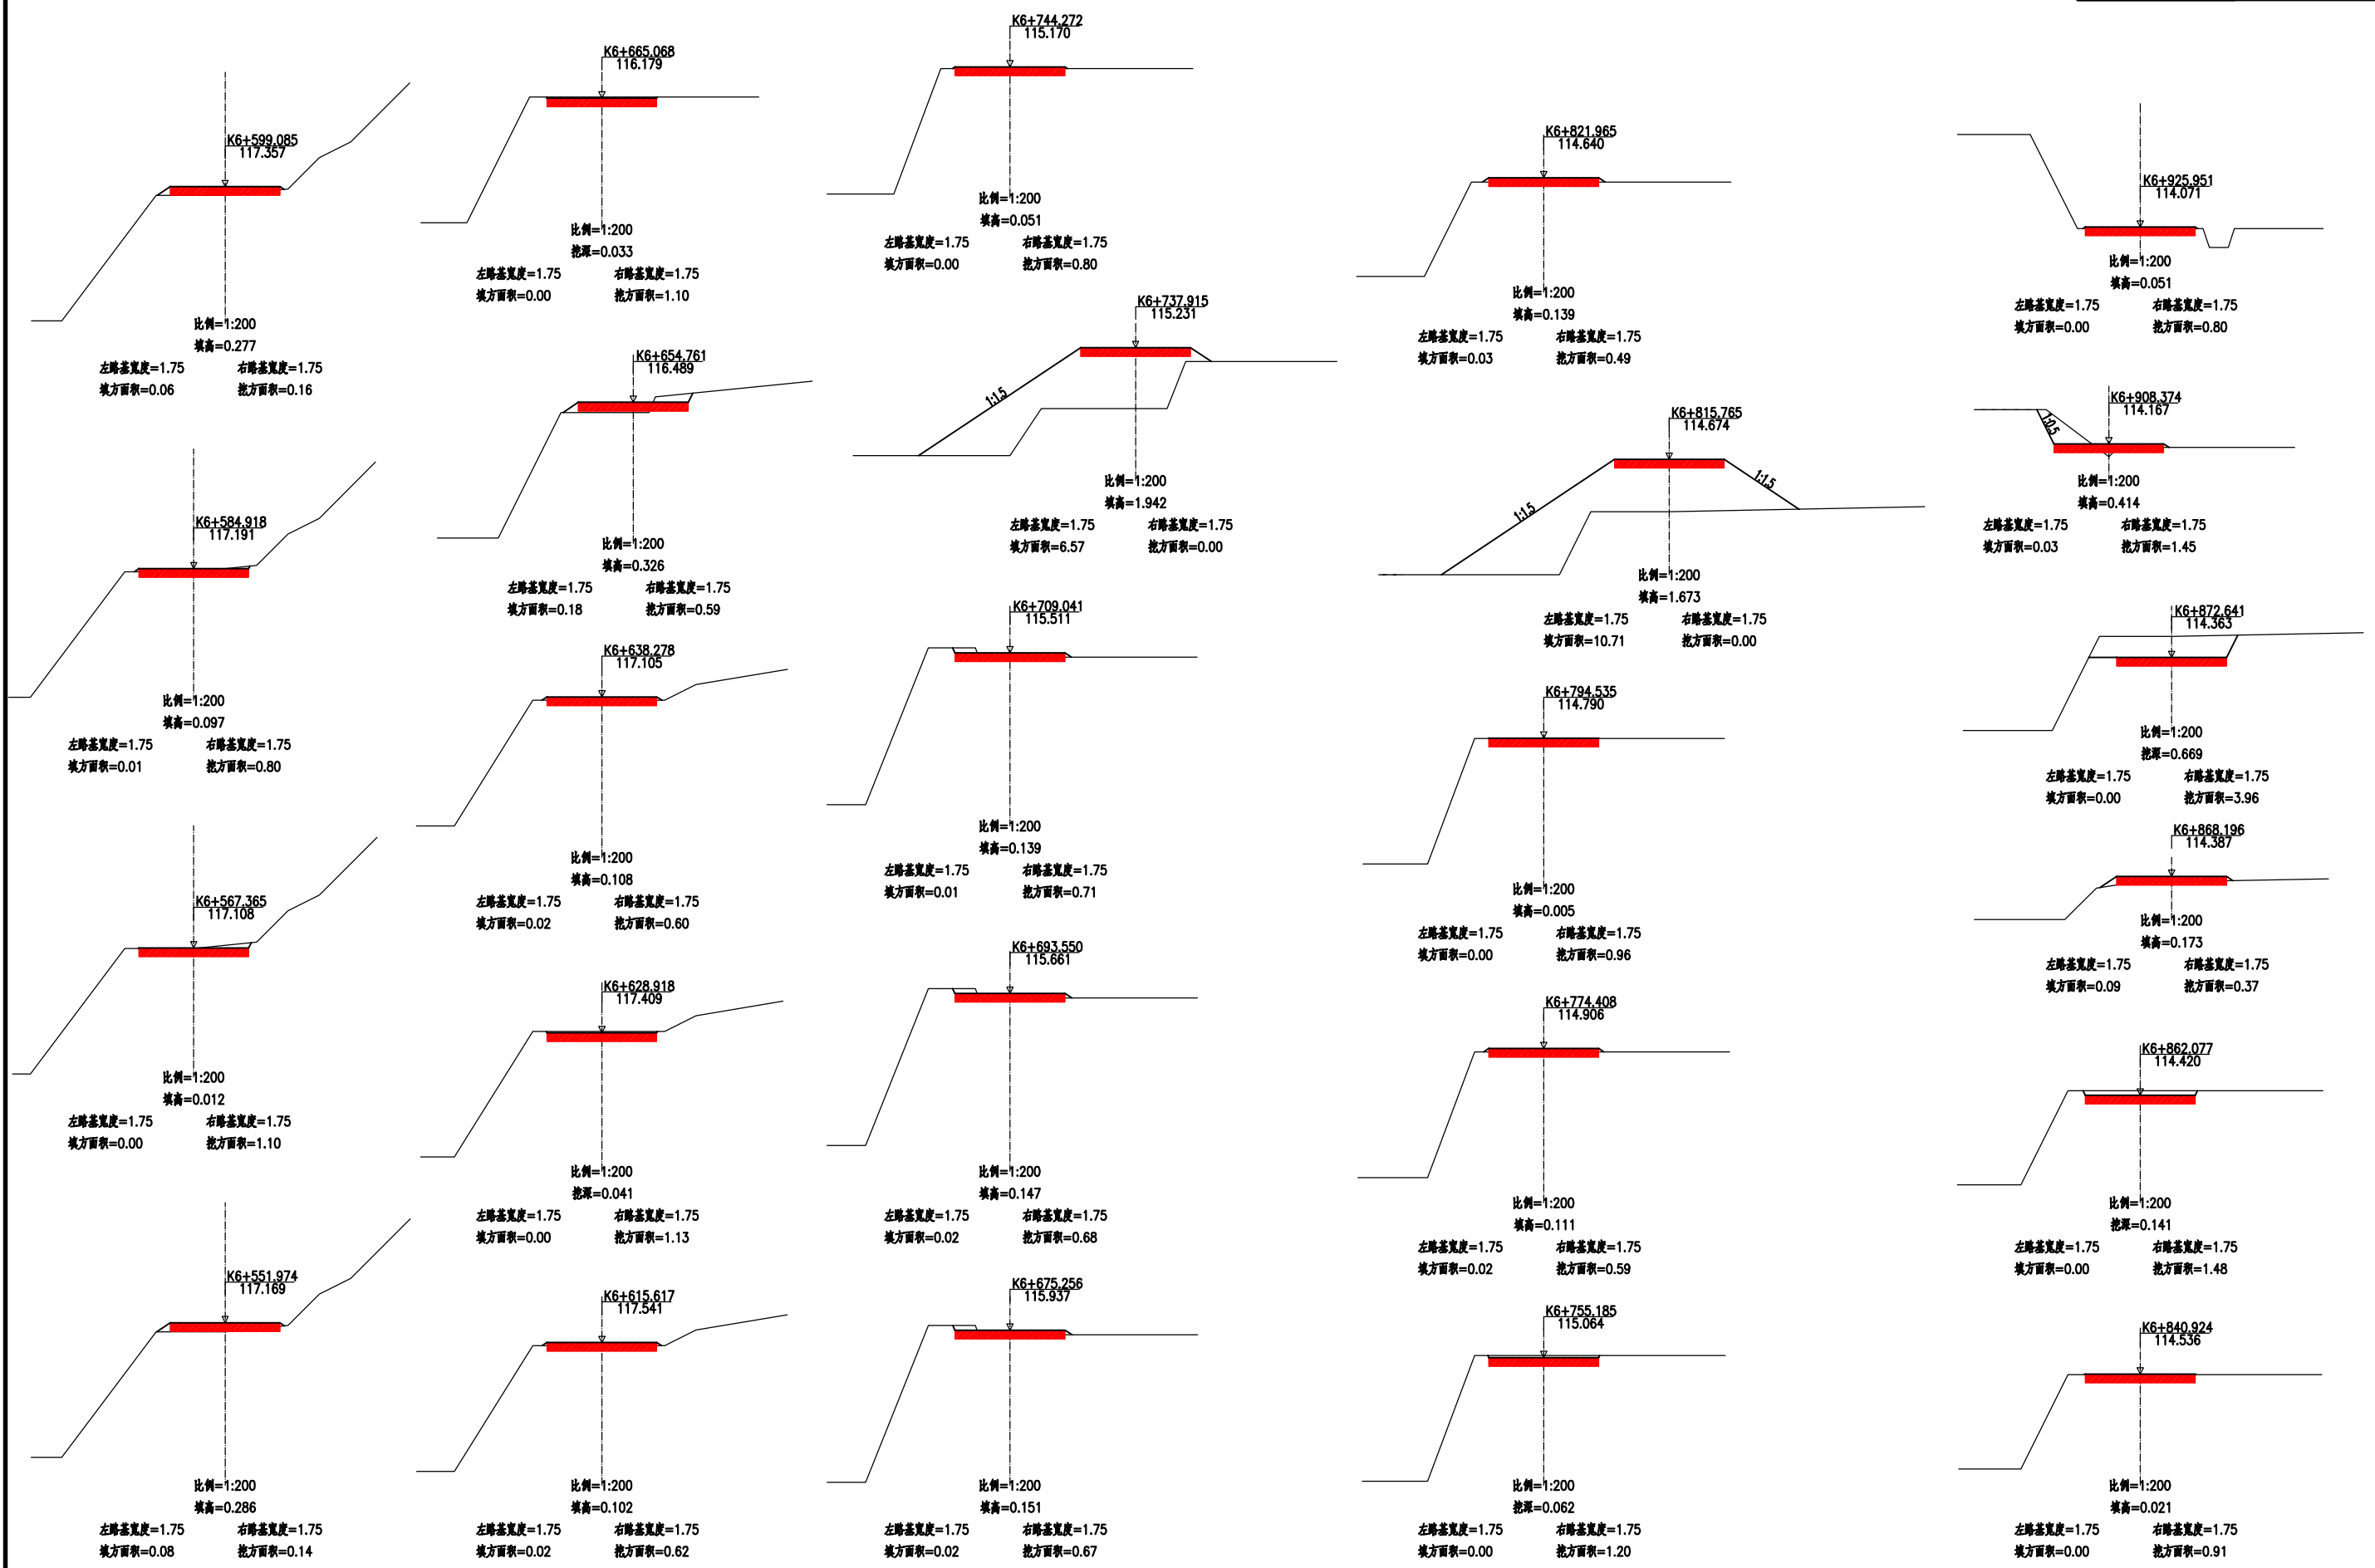 K6+599.085
117.357
比例=1:200
填高=0.277
左路基宽度=1.75 右路基宽度=1.75
填方面积=0.06 挖方面积=0.16
K6+584.918
117.191
比例=1:200
填高=0.097
左路基宽度=1.75 右路基宽度=1.75
填方面积=0.01 挖方面积=0.80
K6+567.365
117.108
比例=1:200
填高=0.012
左路基宽度=1.75 右路基宽度=1.75
填方面积=0.00 挖方面积=1.10
K6+551.974
117.169
比例=1:200
填高=0.286
左路基宽度=1.75 右路基宽度=1.75
填方面积=0.08 挖方面积=0.14
K6+665.068
116.179
比例=1:200
挖深=0.033
左路基宽度=1.75 右路基宽度=1.75
填方面积=0.00 挖方面积=1.10
K6+654.761
116.489
比例=1:200
填高=0.326
左路基宽度=1.75 右路基宽度=1.75
填方面积=0.18 挖方面积=0.59
K6+638.278
117.105
比例=1:200
填高=0.108
左路基宽度=1.75 右路基宽度=1.75
填方面积=0.02 挖方面积=0.60
K6+628.918
117.409
比例=1:200
挖深=0.041
左路基宽度=1.75 右路基宽度=1.75
填方面积=0.00 挖方面积=1.13
K6+615.617
117.541
比例=1:200
填高=0.102
左路基宽度=1.75 右路基宽度=1.75
填方面积=0.02 挖方面积=0.62
K6+744.272
115.170
比例=1:200
填高=0.051
左路基宽度=1.75 右路基宽度=1.75
填方面积=0.00 挖方面积=0.80
K6+737.915
115.231
1:1.5
比例=1:200
填高=1.942
左路基宽度=1.75 右路基宽度=1.75
填方面积=6.57 挖方面积=0.00
K6+709.041
115.511
比例=1:200
填高=0.139
左路基宽度=1.75 右路基宽度=1.75
填方面积=0.01 挖方面积=0.71
K6+693.550
115.661
比例=1:200
填高=0.147
左路基宽度=1.75 右路基宽度=1.75
填方面积=0.02 挖方面积=0.68
K6+675.256
115.937
比例=1:200
填高=0.151
左路基宽度=1.75 右路基宽度=1.75
填方面积=0.02 挖方面积=0.67
K6+821.965
114.640
比例=1:200
填高=0.139
左路基宽度=1.75 右路基宽度=1.75
填方面积=0.03 挖方面积=0.49
K6+815.765
114.674
1:1.5
1:1.5
比例=1:200
填高=1.673
左路基宽度=1.75 右路基宽度=1.75
填方面积=10.71 挖方面积=0.00
K6+794.535
114.790
比例=1:200
填高=0.005
左路基宽度=1.75 右路基宽度=1.75
填方面积=0.00 挖方面积=0.96
K6+774.408
114.906
比例=1:200
填高=0.111
左路基宽度=1.75 右路基宽度=1.75
填方面积=0.02 挖方面积=0.59
K6+755.185
115.064
比例=1:200
挖深=0.062
左路基宽度=1.75 右路基宽度=1.75
填方面积=0.00 挖方面积=1.20
K6+925.951
114.071
比例=1:200
填高=0.051
左路基宽度=1.75 右路基宽度=1.75
填方面积=0.00 挖方面积=0.80
K6+908.374
114.167
1:0.5
比例=1:200
填高=0.414
左路基宽度=1.75 右路基宽度=1.75
填方面积=0.03 挖方面积=1.45
K6+872.641
114.363
比例=1:200
挖深=0.669
左路基宽度=1.75 右路基宽度=1.75
填方面积=0.00 挖方面积=3.96
K6+868.196
114.387
比例=1:200
填高=0.173
左路基宽度=1.75 右路基宽度=1.75
填方面积=0.09 挖方面积=0.37
K6+862.077
114.420
比例=1:200
挖深=0.141
左路基宽度=1.75 右路基宽度=1.75
填方面积=0.00 挖方面积=1.48
K6+840.924
114.536
比例=1:200
填高=0.021
左路基宽度=1.75 右路基宽度=1.75
填方面积=0.00 挖方面积=0.91